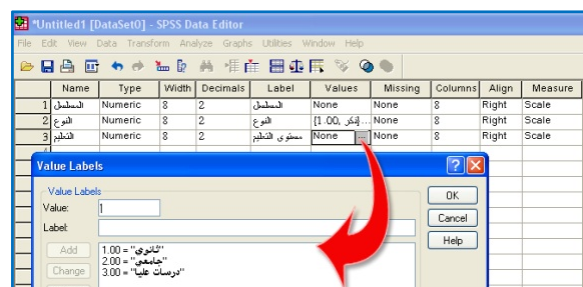 *Untitled1 [DataSet0] - SPSS Data Editor
File Edit View Data Transform Analyze Graphs Utilities Window Help
Name Type Width Decimals Label Values Missing Columns Align Measure
1 المسلسل Numeric 8 2 المسلسل None None 8 Right Scale
2 النوع Numeric 8 2 النوع {1.00, ذكر}... None 8 Right Scale
3 التعليم Numeric 8 2 مستوى التعليم None ... None 8 Right Scale
4
Value Labels
Value Labels
Value: 1
Label:
OK
Cancel
Help
Add
Change
1.00 = "ثانوي"
2.00 = "جامعي"
3.00 = "درسات عليا"